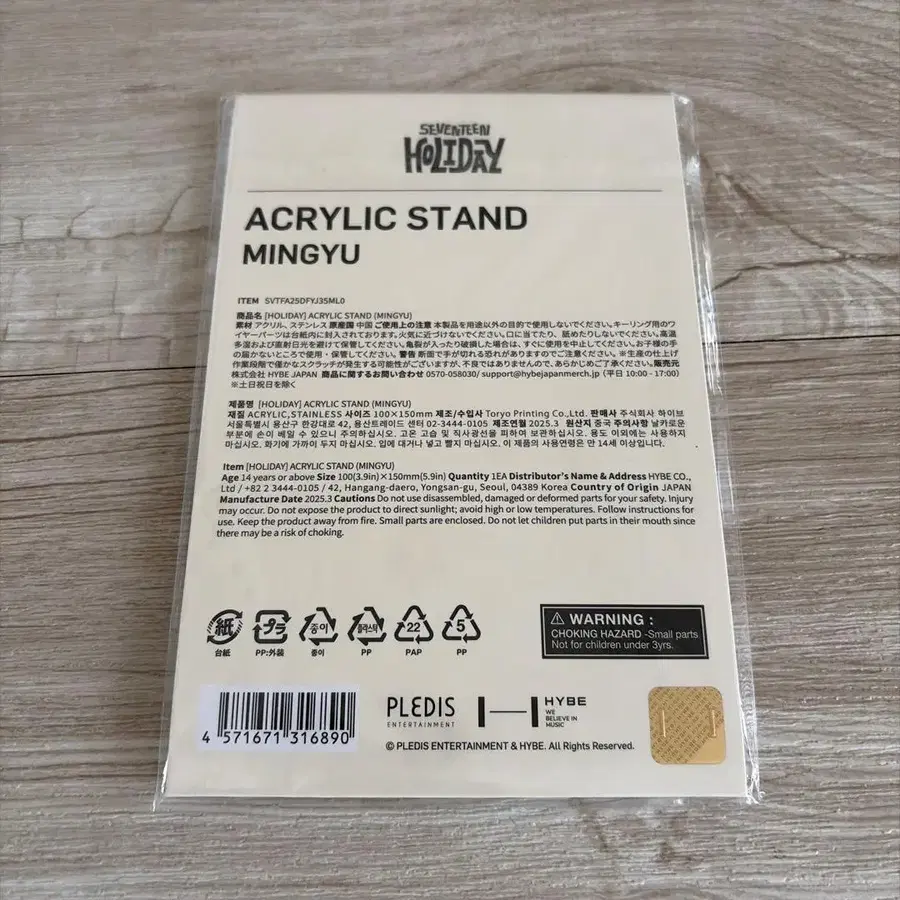 SEVENTEEN
HOLIDAY
ACRYLIC STAND
MINGYU
ITEM SVTFA25DFYJ35ML0
商品名 [HOLIDAY] ACRYLIC STAND (MINGYU)
素材 アクリル、ステンレス 原産国 中国 ご使用上の注意 本製品を用途以外の目的で使用しないでください。キーリング用のワ
イヤーパーツは台紙内に封入されております。火気に近づけないでください。口に当てたり、舐めたりしないでください。高温
多湿および直射日光を避けて保管してください。亀裂が入ったり破損した場合は、すぐに使用を中止してください。お子様の手
の届かないところで使用・保管してください。警告 断面で手が切れる恐れがありますのでご注意ください。※生産の仕上げ
作業段階で僅かなスクラッチが発生する可能性がございますが、不良ではありませんので、あらかじめご了承ください。販売元
株式会社 HYBE JAPAN 商品に関するお問い合わせ 0570-058030/ support@hybejapanmerch.jp (平日 10:00 - 17:00)
※土日祝日を除く
제품명 [HOLIDAY] ACRYLIC STAND (MINGYU)
재질 ACRYLIC,STAINLESS 사이즈 100×150mm 제조/수입사 Toryo Printing Co.,Ltd. 판매사 주식회사 하이브
서울특별시 용산구 한강대로 42, 용산트레이드 센터 02-3444-0105 제조연월 2025.3 원산지 중국 주의사항 날카로운
부분에 손이 베일 수 있으니 주의하십시오. 고온 고습 및 직사광선을 피하여 보관하십시오. 용도 이외에는 사용하지
마십시오. 화기에 가까이 두지 마십시오. 입에 대거나 넣고 빨지 마십시오. 이 제품의 사용연령은 만 14세 이상입니다.
Item [HOLIDAY] ACRYLIC STAND (MINGYU)
Age 14 years or above Size 100(3.9in)×150mm(5.9in) Quantity 1EA Distributor's Name & Address HYBE CO.,
Ltd / +82 2 3444-0105 / 42, Hangang-daero, Yongsan-gu, Seoul, 04389 Korea Country of Origin JAPAN
Manufacture Date 2025.3 Cautions Do not use disassembled, damaged or deformed parts for your safety. Injury
may occur. Do not expose the product to direct sunlight; avoid high or low temperatures. Follow instructions for
use. Keep the product away from fire. Small parts are enclosed. Do not let children put parts in their mouth since
there may be a risk of choking.
紙 プラ 종이 플라스틱 22 5
台紙 PP:外装 종이 PP PAP PP
WARNING :
CHOKING HAZARD -Small parts
Not for children under 3yrs.
4 571671 316890
PLEDIS
ENTERTAINMENT
HYBE
WE
BELIEVE IN
MUSIC
© PLEDIS ENTERTAINMENT & HYBE. All Rights Reserved.